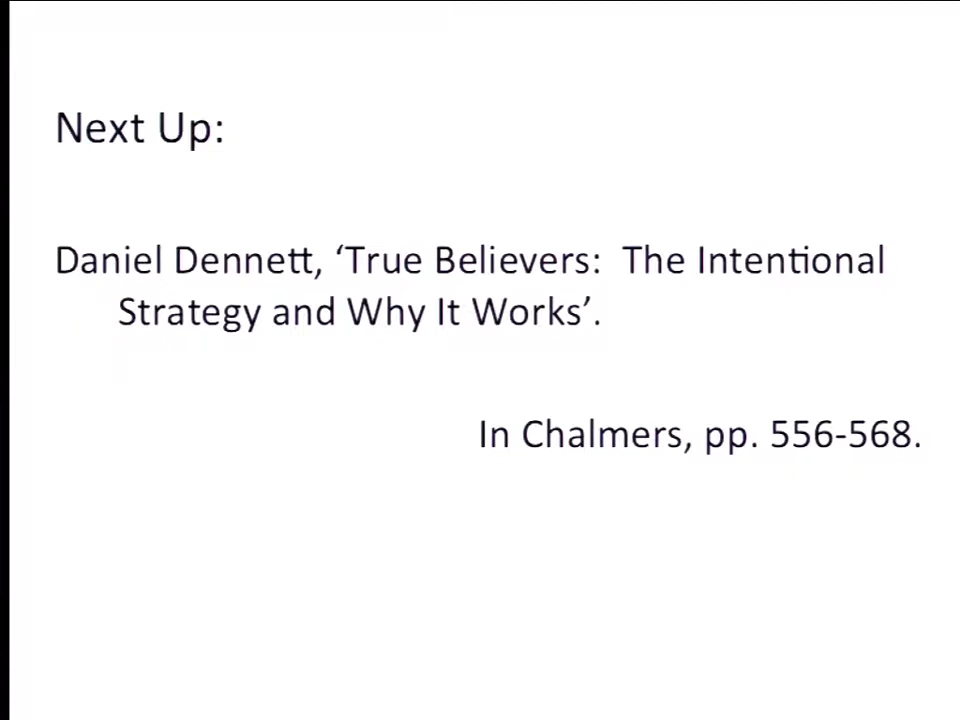 Next Up:
Daniel Dennett, ‘True Believers:  The Intentional
Strategy and Why It Works’.
In Chalmers, pp. 556-568.